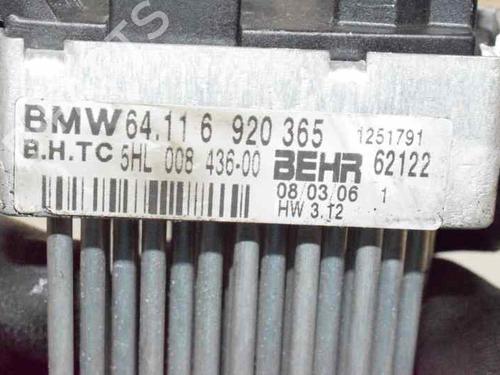 BMW 64.11 6 920 365 1251791
B.H.TC 5HL 008 436-00 BEHR 62122
08/03/06 1
HW 3.12